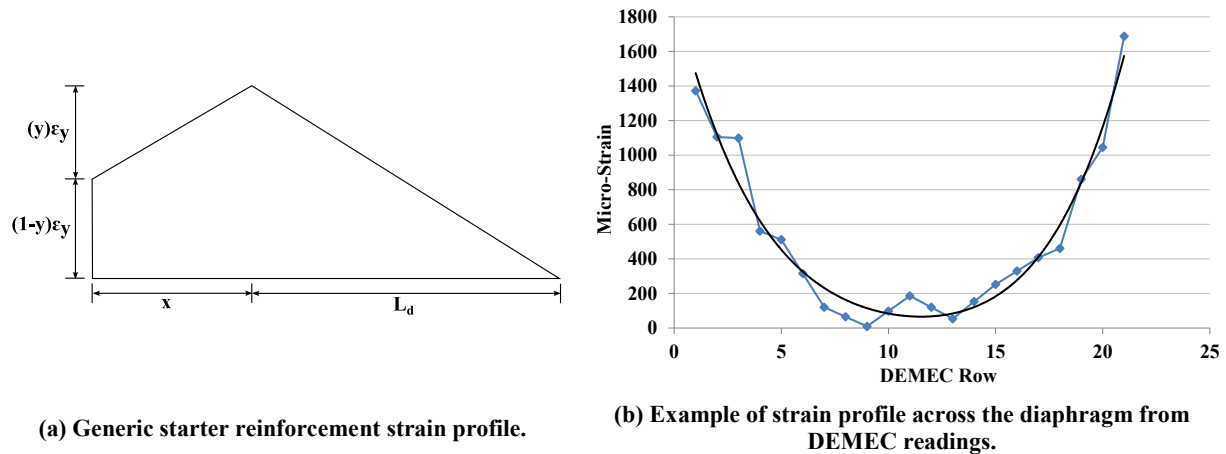 (y)εy
(1-y)εy
x
Ld
1800
1600
1400
1200
1000
800
600
400
200
0
Micro-Strain
0
5
10
15
20
25
DEMEC Row
(a) Generic starter reinforcement strain profile.
(b) Example of strain profile across the diaphragm from
DEMEC readings.